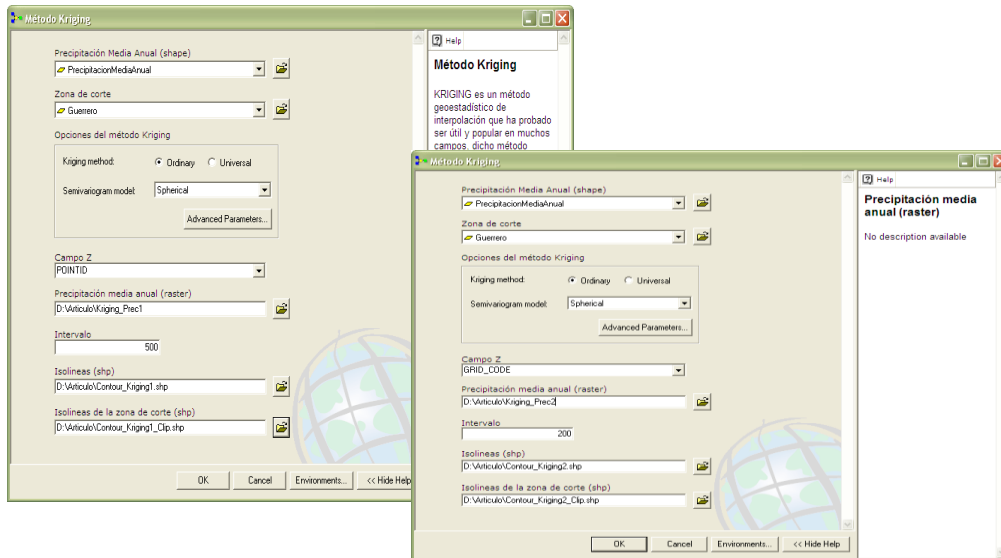 Método Kriging
Help
Precipitación Media Anual (shape)
PrecipitacionMediaAnual
Zona de corte
Guerrero
Opciones del método Kriging
Kriging method: Ordinary Universal
Semivariogram model: Spherical
Advanced Parameters...
Campo Z
POINTID
Precipitación media anual (raster)
D:\Articulo\Kriging_Prec1
Intervalo
500
Isolineas (shp)
D:\Articulo\Contour_Kriging1.shp
Isolineas de la zona de corte (shp)
D:\Articulo\Contour_Kriging1_Clip.shp
OK Cancel Environments... << Hide Help
Método Kriging
KRIGING es un método
geoestadístico de
interpolación que ha probado
ser útil y popular en muchos
campos, dicho método
Método Kriging
Help
Precipitación Media Anual (shape)
PrecipitacionMediaAnual
Zona de corte
Guerrero
Opciones del método Kriging
Kriging method: Ordinary Universal
Semivariogram model: Spherical
Advanced Parameters...
Campo Z
GRID_CODE
Precipitación media anual (raster)
D:\Articulo\Kriging_Prec2
Intervalo
200
Isolineas (shp)
D:\Articulo\Contour_Kriging2.shp
Isolineas de la zona de corte (shp)
D:\Articulo\Contour_Kriging2_Clip.shp
OK Cancel Environments... << Hide Help
Precipitación media
anual (raster)
No description available